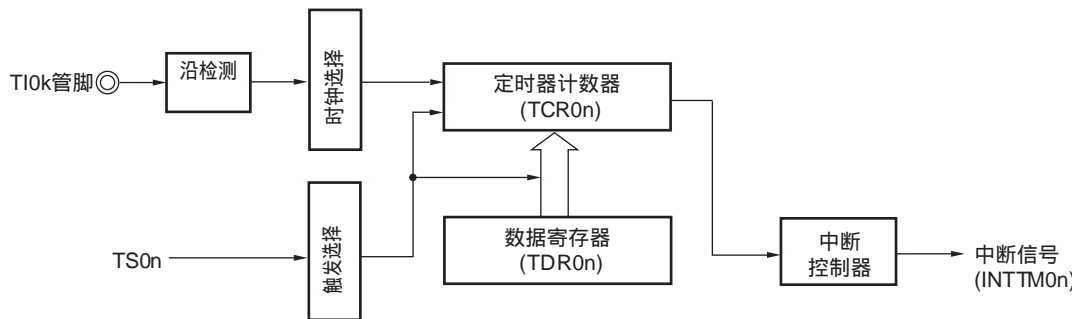 TI0k管脚
沿检测
时钟选择
定时器计数器
(TCR0n)
TS0n
触发选择
数据寄存器
(TDR0n)
中断
控制器
中断信号
(INTTM0n)